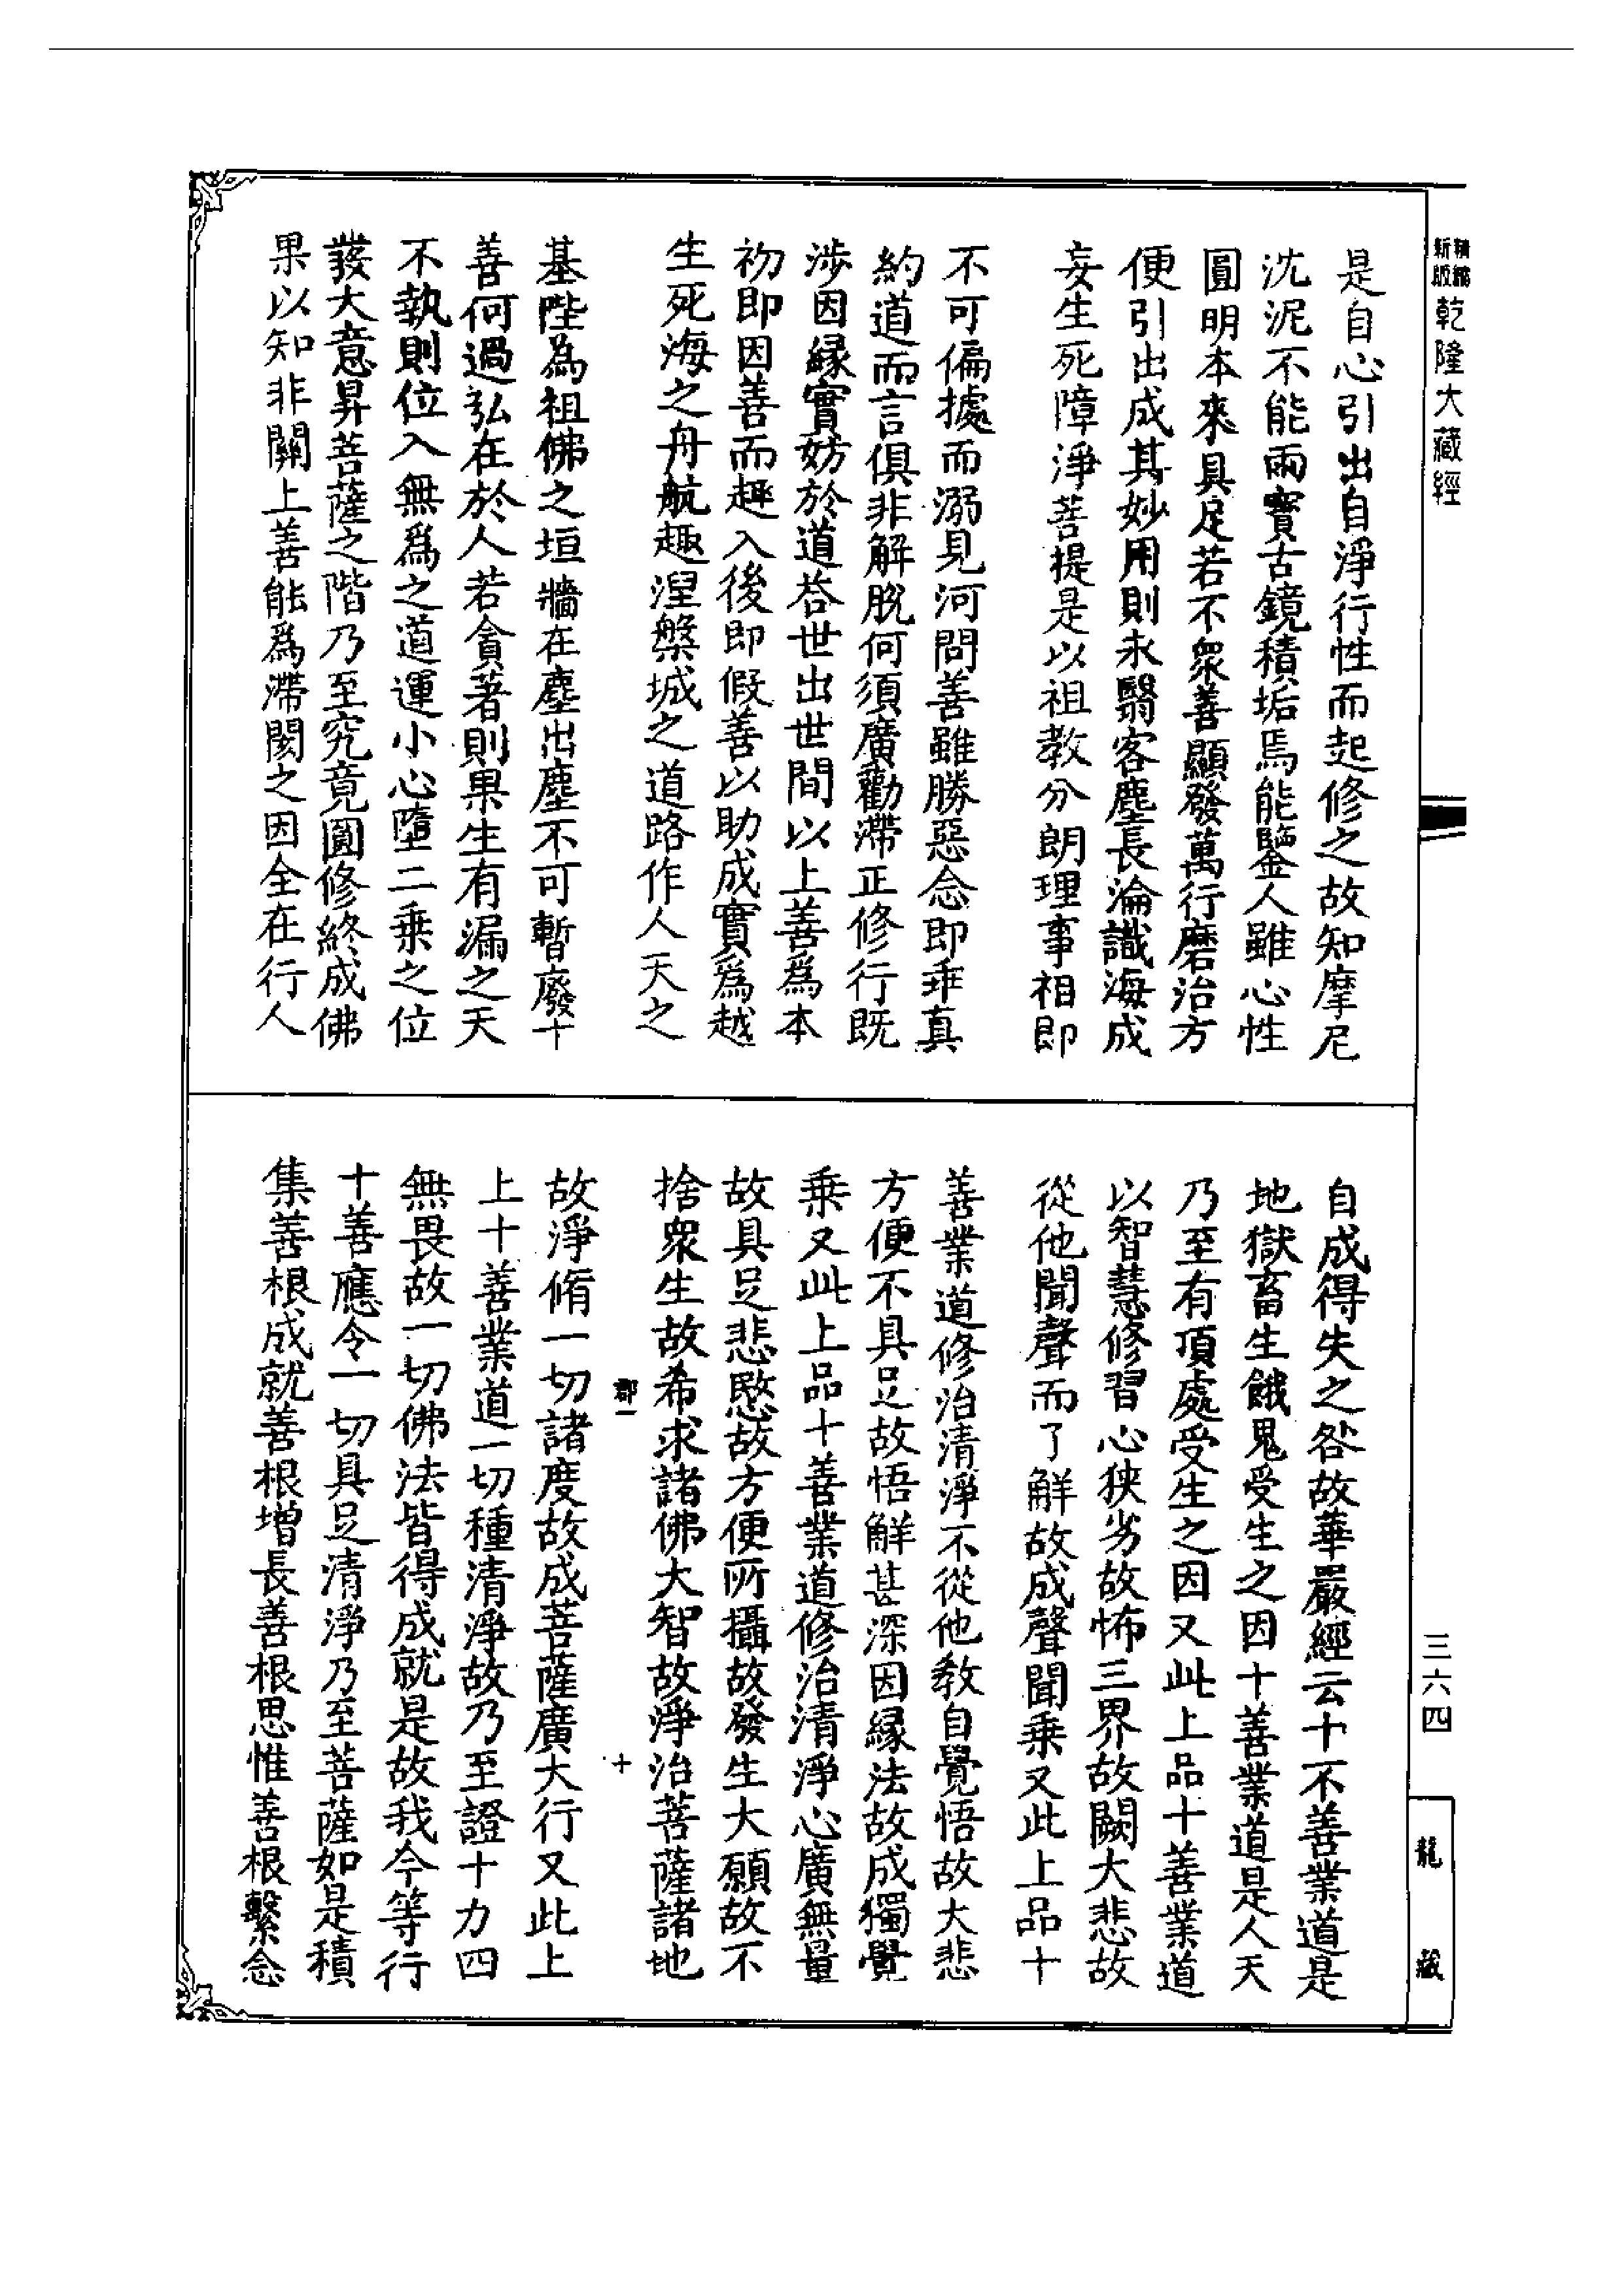 精縮
新版
乾隆大藏經
是自心引出自淨行性而起修之故知摩尼
沈泥不能雨寶古鏡積垢焉能鑒人雖心性
圓明本來具足若不衆善顯發萬行磨治方
便引出成其妙用則永翳客塵長淪識海成
妄生死障淨菩提是以祖教分朗理事相即
不可偏據而溺見河問善雖勝惡念即乖真
約道而言俱非解脫何須廣勸滯正修行既
涉因緣實妨於道荅世出世間以上善爲本
初即因善而趣入後即假善以助成實爲越
生死海之舟航趣涅槃城之道路作人天之
基陛為祖佛之垣牆在塵出塵不可暫廢十
善何過弘在於人若貪著則果生有漏之天
不執則位入無爲之道運小心墮二乘之位
發大意昇菩薩之階乃至究竟圓修終成佛
果以知非關上善能爲滯閡之因全在行人
自成得失之咎故華嚴經云十不善業道是
地獄畜生餓鬼受生之因十善業道是人天
乃至有頂處受生之因又此上品十善業道
以智慧修習心狹劣故怖三界故闕大悲故
從他聞聲而了解故成聲聞乘又此上品十
善業道修治清淨不從他教自覺悟故大悲
方便不具足故悟解甚深因緣法故成獨覺
乘又此上品十善業道修治清淨心廣無量
故具足悲愍故方便所攝故發生大願故不
捨衆生故希求諸佛大智故淨治菩薩諸地
故淨脩一切諸度故成菩薩廣大行又此上
上十善業道一切種清淨故乃至證十力四
無畏故一切佛法皆得成就是故我今等行
十善應令一切具足清淨乃至菩薩如是積
集善根成就善根增長善根思惟善根繫念
十
三六四
龍藏